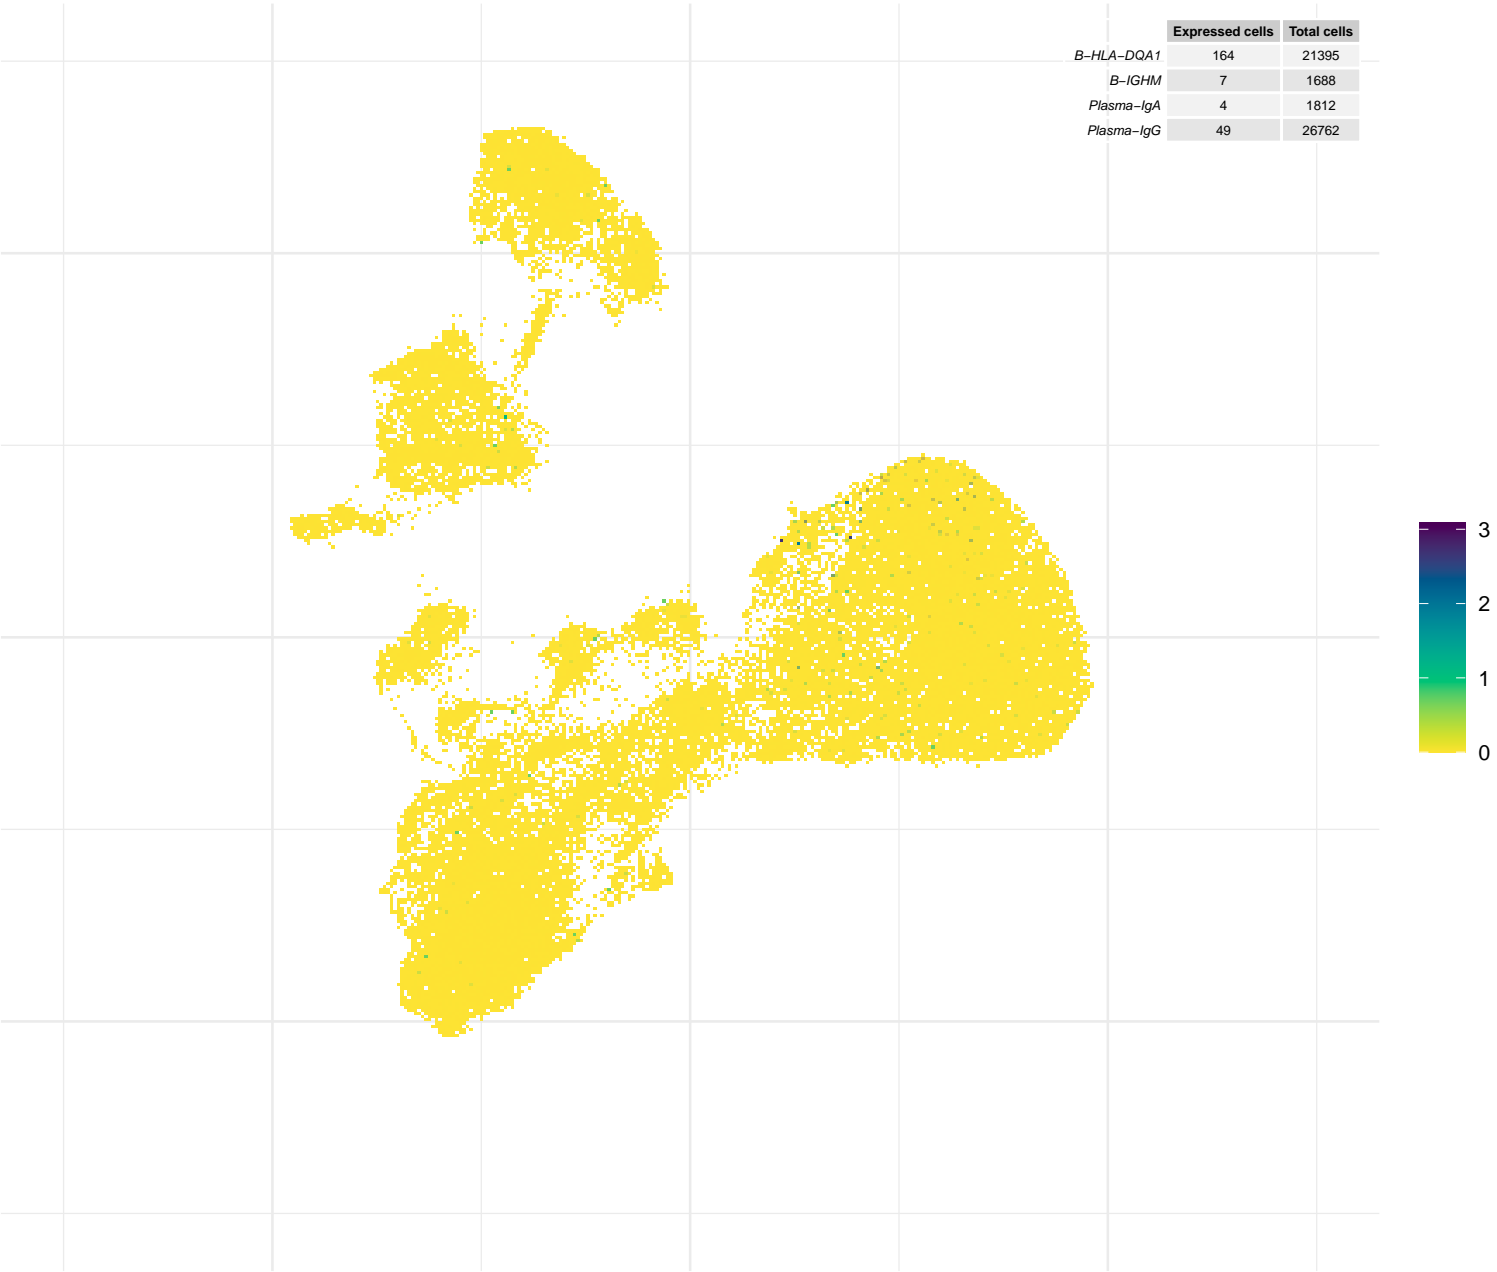 Expressed cells Total cells
B−HLA−DQA1 164 21395
B−IGHM 7 1688
Plasma−IgA 4 1812
Plasma−IgG 49 26762
3
2
1
0